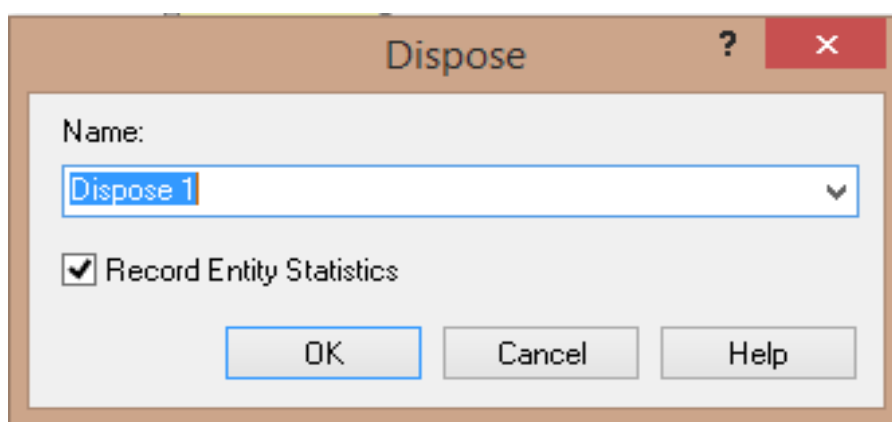 Dispose ?
Name:
Dispose 1
Record Entity Statistics
OK Cancel Help